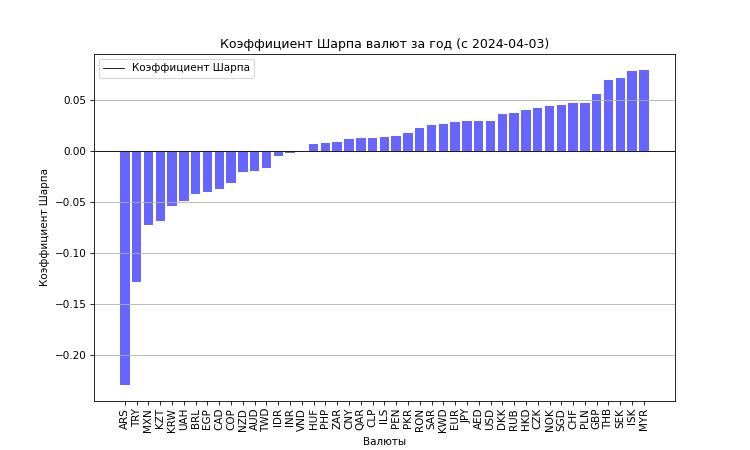 Коэффициент Шарпа валют за год (с 2024-04-03)
Коэффициент Шарпа
0.05
0.00
−0.05
−0.10
−0.15
−0.20
Коэффициент Шарпа
ARS TRY MXN KZT KRW UAH BRL EGP CAD COP NZD AUD TWD IDR INR VND HUF PHP ZAR CNY QAR CLP ILS PEN PKR RON SAR KWD EUR JPY AED USD DKK RUB HKD CZK NOK SGD CHF PLN GBP THB SEK ISK MYR
Валюты